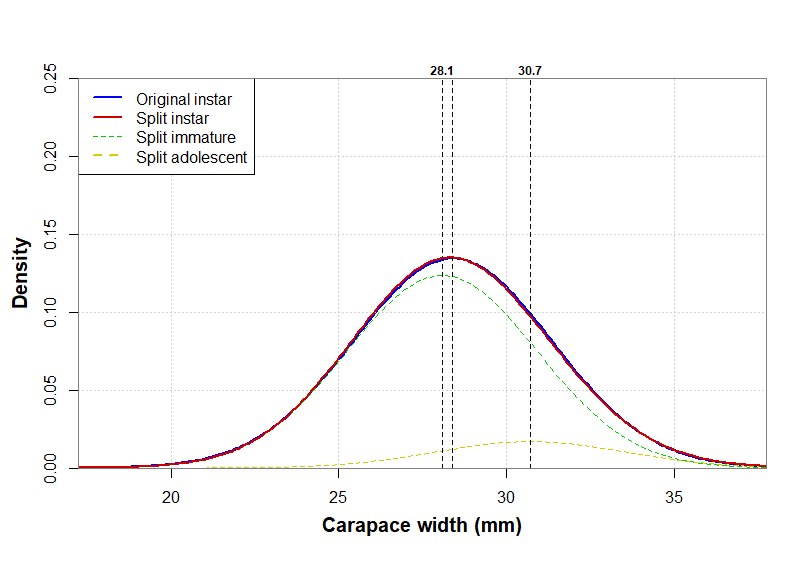 28.1 30.7
0.25
Original instar
Split instar
Split immature
Split adolescent
0.20
0.15
Density
0.10
0.05
0.00
20 25 30 35
Carapace width (mm)